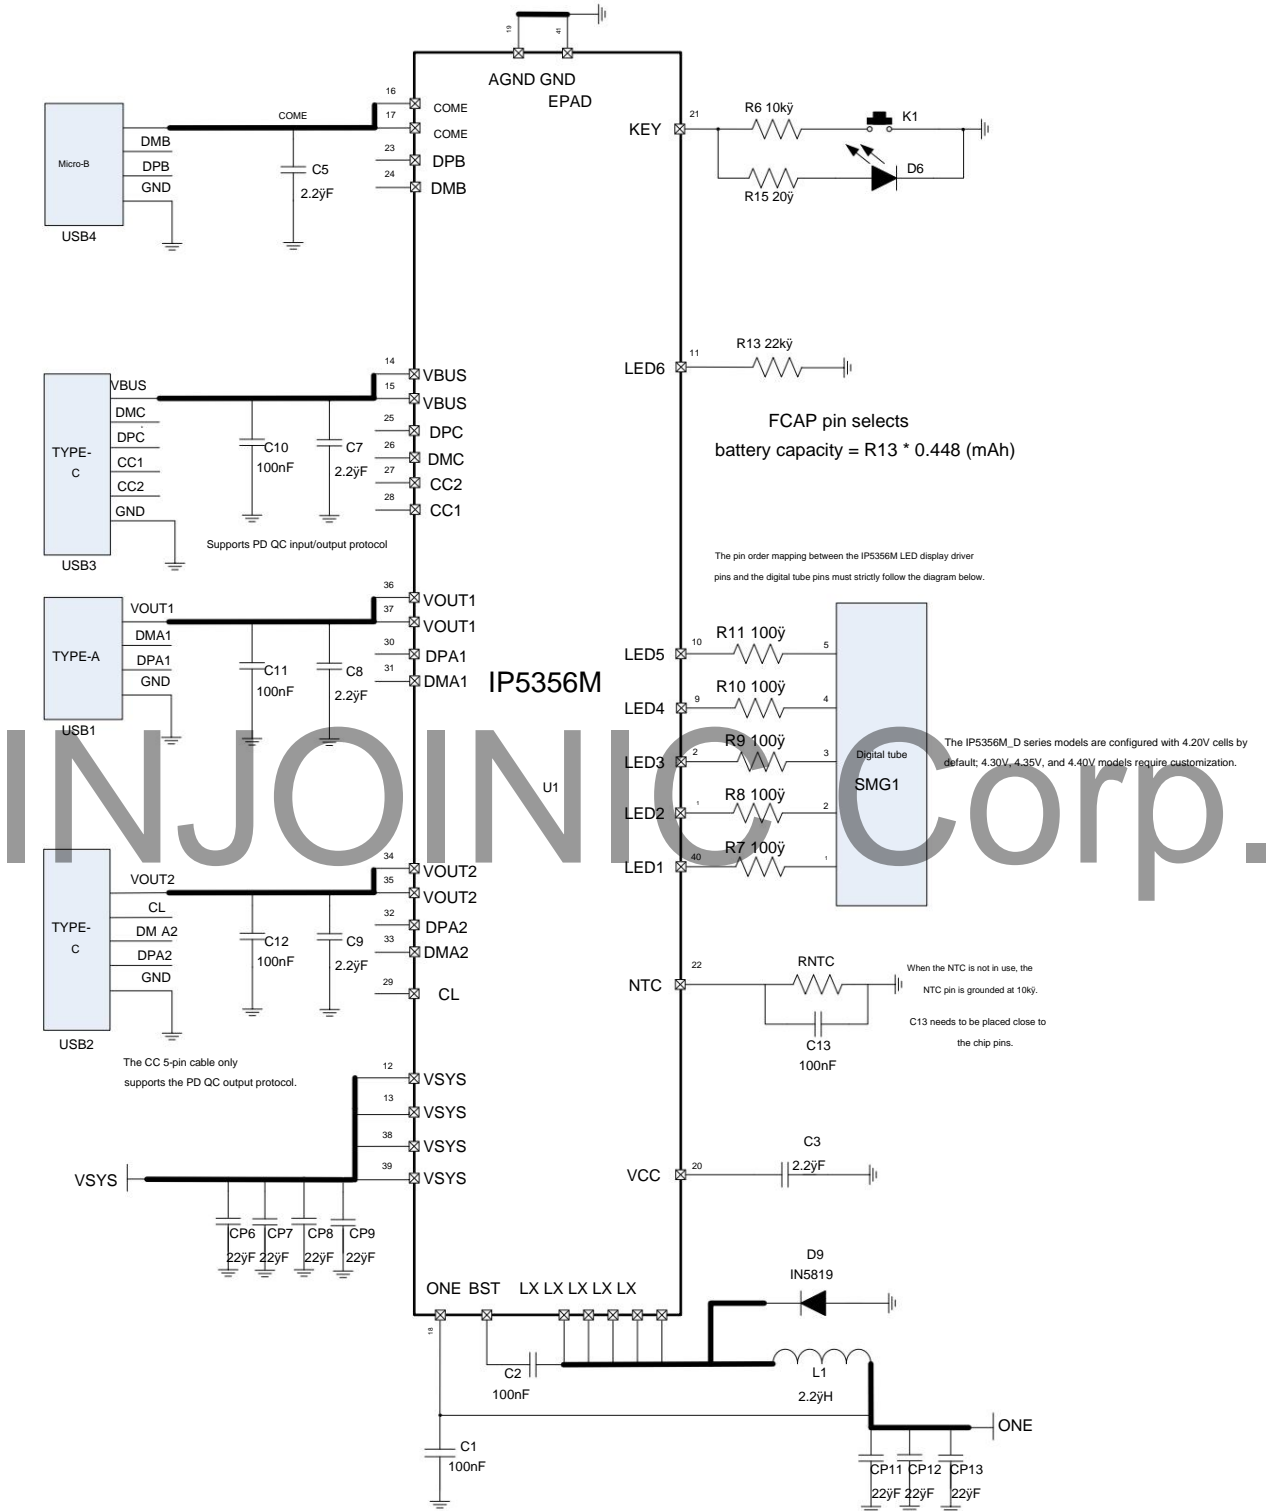 19
41
AGND GND
EPAD
16
COME
17
COME
23
DPB
24
DMB
COME
Micro-B
DMB
DPB
GND
USB4
C5
2.2ÿF
KEY
21
R6 10kÿ
K1
D6
R15 20ÿ
LED6
11
R13 22kÿ
FCAP pin selects
battery capacity = R13 * 0.448 (mAh)
14
VBUS
15
VBUS
25
DPC
26
DMC
27
CC2
28
CC1
TYPE-
C
VBUS
DMC
DPC
CC1
CC2
GND
USB3
C10
100nF
C7
2.2ÿF
Supports PD QC input/output protocol
The pin order mapping between the IP5356M LED display driver
pins and the digital tube pins must strictly follow the diagram below.
36
VOUT1
37
VOUT1
30
DPA1
31
DMA1
TYPE-A
VOUT1
DMA1
DPA1
GND
USB1
C11
100nF
C8
2.2ÿF
IP5356M
U1
LED5
10
R11 100ÿ
5
LED4
9
R10 100ÿ
4
LED3
2
R9 100ÿ
3
LED2
1
R8 100ÿ
2
LED1
40
R7 100ÿ
1
Digital tube
SMG1
The IP5356M_D series models are configured with 4.20V cells by
default; 4.30V, 4.35V, and 4.40V models require customization.
INJOINIC Corp.
34
VOUT2
35
VOUT2
32
DPA2
33
DMA2
29
CL
TYPE-
C
VOUT2
CL
DM A2
DPA2
GND
USB2
C12
100nF
C9
2.2ÿF
The CC 5-pin cable only
supports the PD QC output protocol.
NTC
22
RNTC
C13
100nF
When the NTC is not in use, the
NTC pin is grounded at 10kÿ.
C13 needs to be placed close to
the chip pins.
12
VSYS
13
VSYS
38
VSYS
39
VSYS
VSYS
CP6 CP7 CP8 CP9
22ÿF 22ÿF 22ÿF 22ÿF
VCC
20
C3
2.2ÿF
D9
IN5819
ONE BST LX LX LX LX LX
18
C2
100nF
L1
2.2ÿH
ONE
C1
100nF
CP11 CP12 CP13
22ÿF 22ÿF 22ÿF